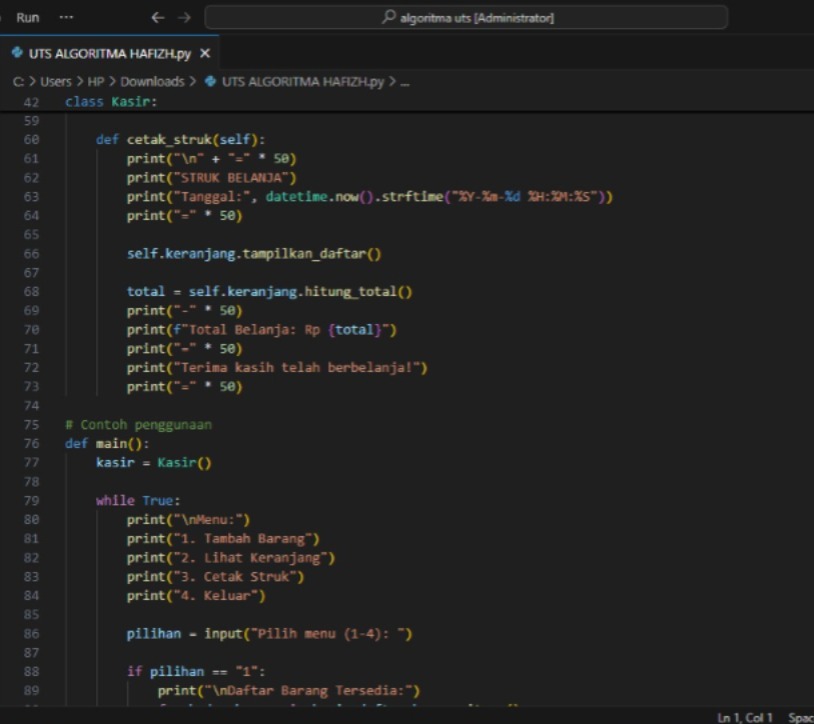 Run ... ← → algoritma uts [Administrator]
UTS ALGORITMA HAFIZH.py ×
C: > Users > HP > Downloads > UTS ALGORITMA HAFIZH.py > ...
42 class Kasir:
59
60 def cetak_struk(self):
61 print("\n" + "=" * 50)
62 print("STRUK BELANJA")
63 print("Tanggal:", datetime.now().strftime("%Y-%m-%d %H:%M:%S"))
64 print("=" * 50)
65
66 self.keranjang.tampilkan_daftar()
67
68 total = self.keranjang.hitung_total()
69 print("-" * 50)
70 print(f"Total Belanja: Rp {total}")
71 print("=" * 50)
72 print("Terima kasih telah berbelanja!")
73 print("=" * 50)
74
75 # Contoh penggunaan
76 def main():
77 kasir = Kasir()
78
79 while True:
80 print("\nMenu:")
81 print("1. Tambah Barang")
82 print("2. Lihat Keranjang")
83 print("3. Cetak Struk")
84 print("4. Keluar")
85
86 pilihan = input("Pilih menu (1-4): ")
87
88 if pilihan == "1":
89 print("\nDaftar Barang Tersedia:")
Ln 1, Col 1 Spac